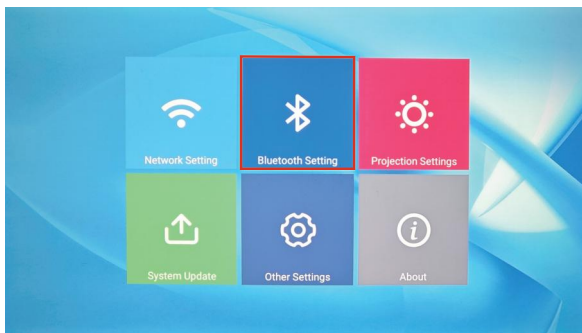 Network Setting
Bluetooth Setting
Projection Settings
System Update
Other Settings
About